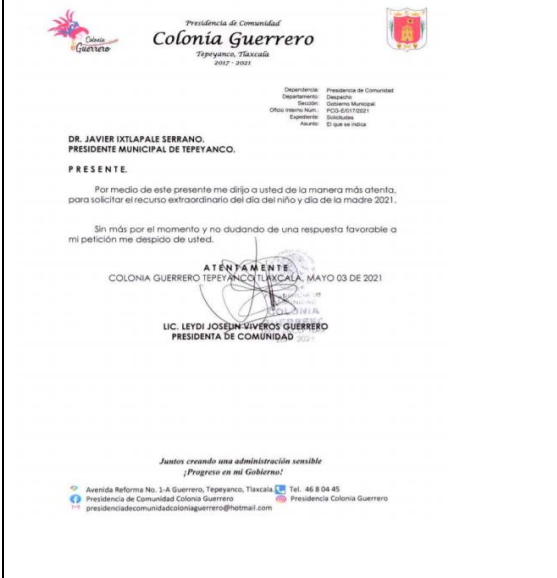 Presidencia de Comunidad
Colonia Guerrero
Colonia Guerrero
Tepeyanco, Tlaxcala
2017 - 2021
Dependencia: Presidencia de Comunidad
Departamento: Despacho
Sección: Gobierno Municipal
Oficio Interno Núm.: PCG-E/017/2021
Expediente: Solicitudes
Asunto: El que se indica
DR. JAVIER IXTLAPALE SERRANO.
PRESIDENTE MUNICIPAL DE TEPEYANCO.
P R E S E N T E.
Por medio de este presente me dirijo a usted de la manera más atenta,
para solicitar el recurso extraordinario del día del niño y día de la madre 2021.
Sin más por el momento y no dudando de una respuesta favorable a
mi petición me despido de usted.
A T E N T A M E N T E
COLONIA GUERRERO TEPEYANCO TLAXCALA, MAYO 03 DE 2021
COLONIA
GUERRERO
LIC. LEYDI JOSELIN VIVEROS GUERRERO
PRESIDENTA DE COMUNIDAD 2021
Juntos creando una administración sensible
¡Progreso en mi Gobierno!
Avenida Reforma No. 1-A Guerrero, Tepeyanco, Tlaxcala. Tel. 46 8 04 45
Presidencia de Comunidad Colonia Guerrero Presidencia Colonia Guerrero
presidenciadecomunidadcoloniaguerrero@hotmail.com